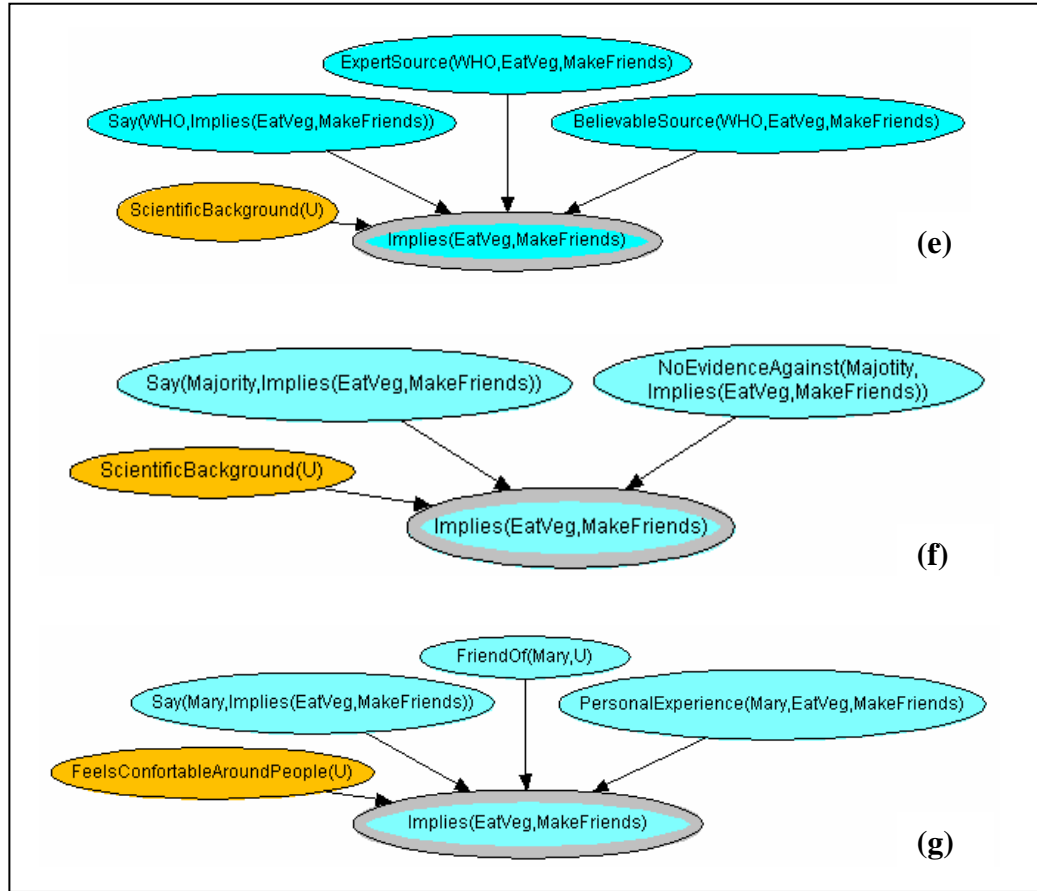 ExpertSource(WHO,EatVeg,MakeFriends)
Say(WHO,Implies(EatVeg,MakeFriends))
BelievableSource(WHO,EatVeg,MakeFriends)
ScientificBackground(U)
Implies(EatVeg,MakeFriends)
(e)
Say(Majority,Implies(EatVeg,MakeFriends))
NoEvidenceAgainst(Majotity,
Implies(EatVeg,MakeFriends))
ScientificBackground(U)
Implies(EatVeg,MakeFriends)
(f)
FriendOf(Mary,U)
Say(Mary,Implies(EatVeg,MakeFriends))
PersonalExperience(Mary,EatVeg,MakeFriends)
FeelsConfortableAroundPeople(U)
Implies(EatVeg,MakeFriends)
(g)